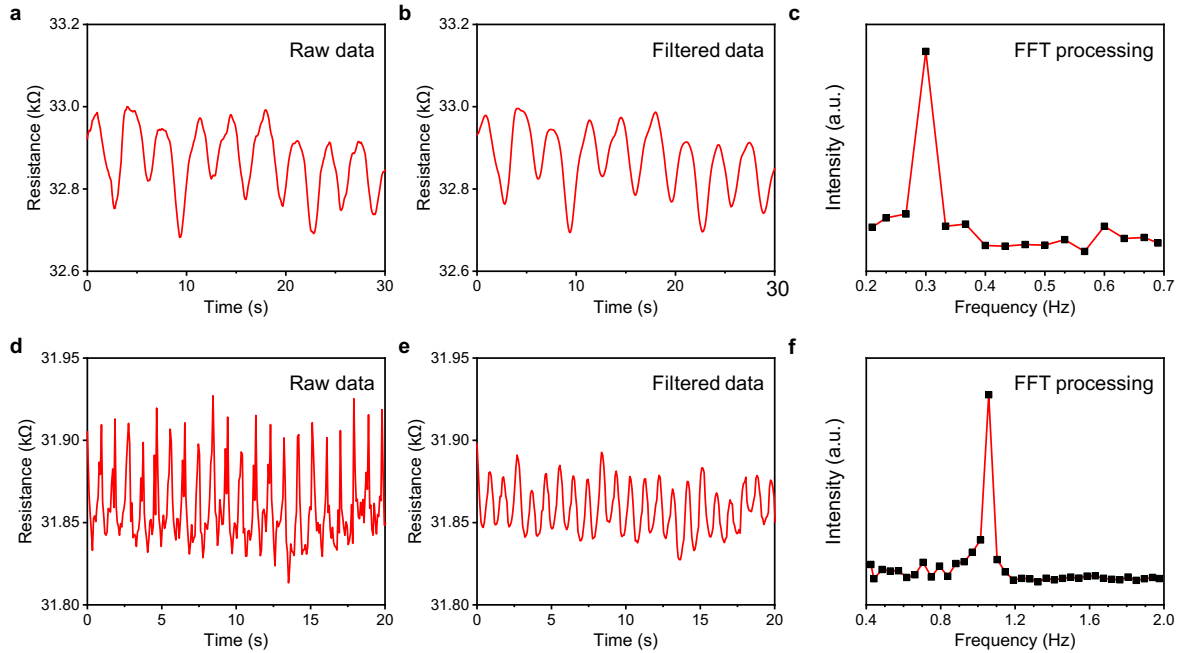 a
Raw data
33.2
33.0
32.8
32.6
Resistance (kΩ)
0 10 20 30
Time (s)
b
Filtered data
33.2
33.0
32.8
32.6
Resistance (kΩ)
0 10 20 30
Time (s)
c
FFT processing
Intensity (a.u.)
0.2 0.3 0.4 0.5 0.6 0.7
Frequency (Hz)
d
Raw data
31.95
31.90
31.85
31.80
Resistance (kΩ)
0 5 10 15 20
Time (s)
e
Filtered data
31.95
31.90
31.85
31.80
Resistance (kΩ)
0 5 10 15 20
Time (s)
f
FFT processing
Intensity (a.u.)
0.4 0.8 1.2 1.6 2.0
Frequency (Hz)